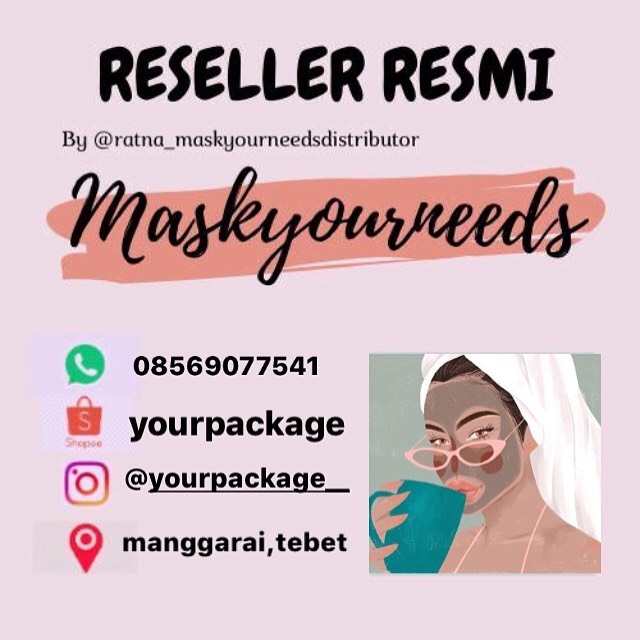 RESELLER RESMI
By @ratna_maskyourneedsdistributor
Maskyourneeds
08569077541
yourpackage
Shopee
@yourpackage__
manggarai,tebet